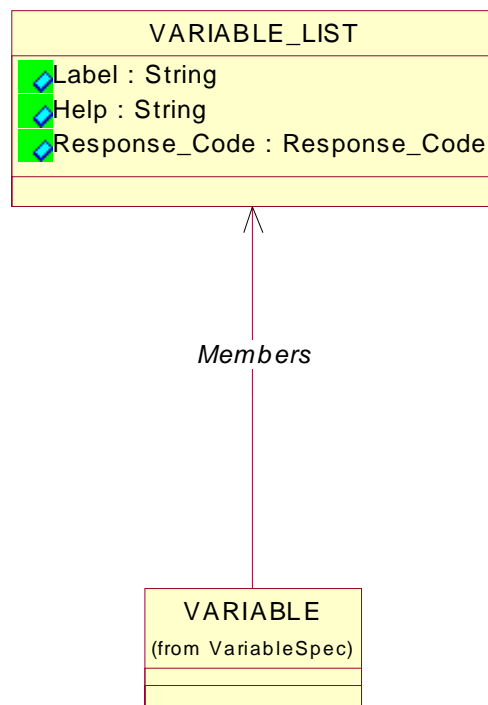 VARIABLE_LIST
Label : String
Help : String
Response_Code : Response_Code
Members
VARIABLE
(from VariableSpec)